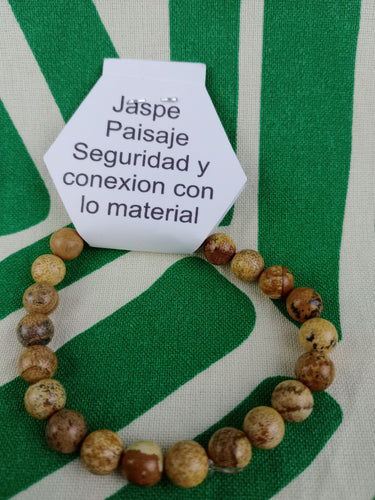 Jaspe
Paisaje
Seguridad y
conexion con
lo material